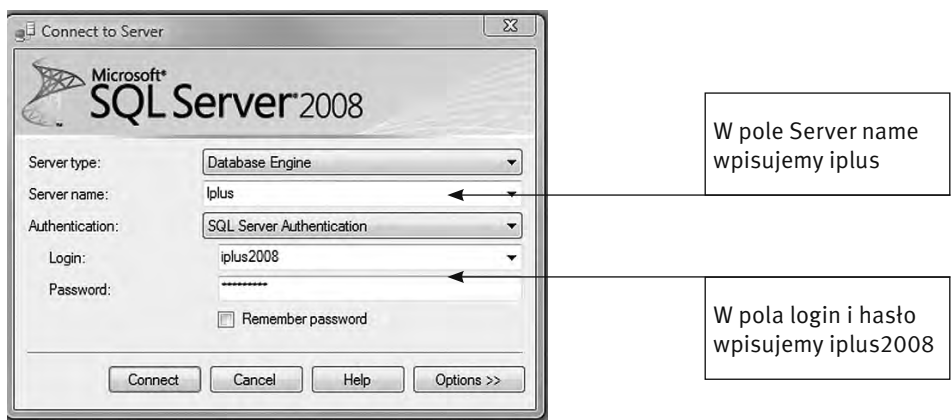 Connect to Server
Microsoft®
SQL Server® 2008
Server type:
Database Engine
Server name:
Iplus
Authentication:
SQL Server Authentication
Login:
iplus2008
Password:
*********
Remember password
Connect
Cancel
Help
Options >>
W pole Server name
wpisujemy iplus
W pola login i hasło
wpisujemy iplus2008